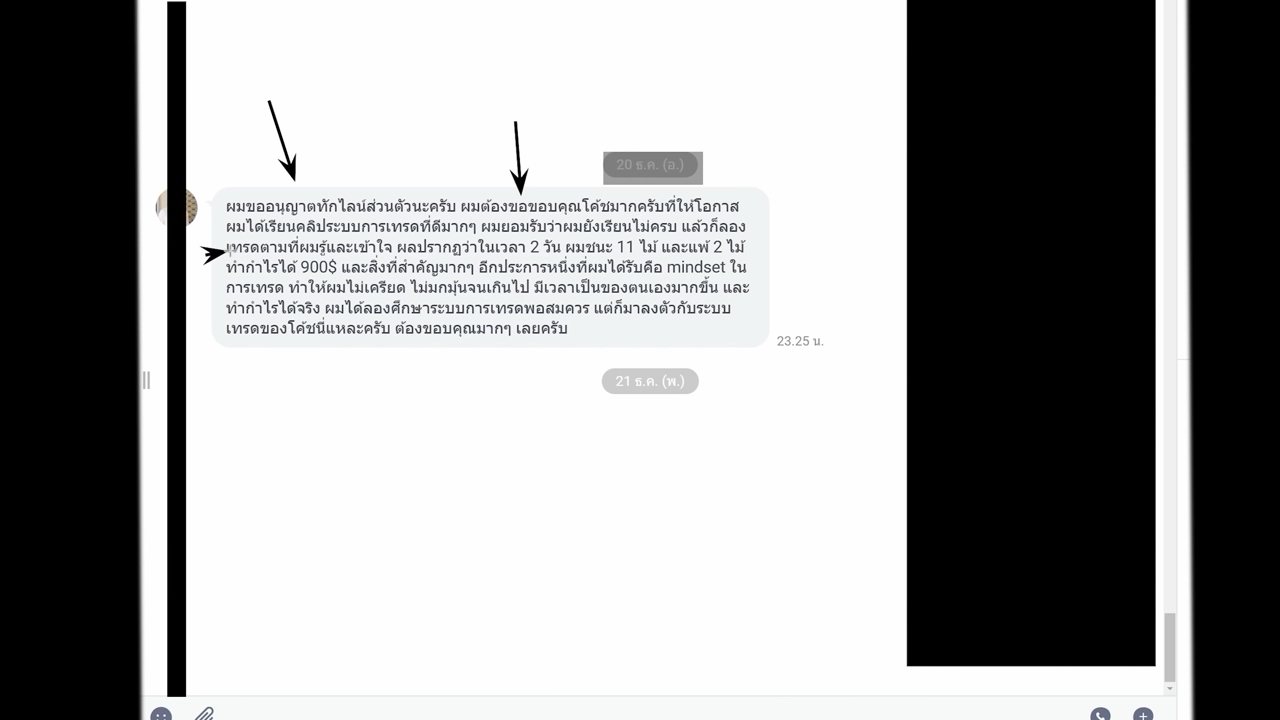 20 ธ.ค. (อ.)
ผมขออนุญาตทักไลน์ส่วนตัวนะครับ ผมต้องขอขอบคุณโค้ชมากครับที่ให้โอกาส
ผมได้เรียนคลิประบบการเทรดที่ดีมากๆ ผมยอมรับว่าผมยังเรียนไม่ครบ แล้วก็ลอง
เทรดตามที่ผมรู้และเข้าใจ ผลปรากฏว่าในเวลา 2 วัน ผมชนะ 11 ไม้ และแพ้ 2 ไม้
ทำกำไรได้ 900$ และสิ่งที่สำคัญมากๆ อีกประการหนึ่งที่ผมได้รับคือ mindset ใน
การเทรด ทำให้ผมไม่เครียด ไม่มกมุ้นจนเกินไป มีเวลาเป็นของตนเองมากขึ้น และ
ทำกำไรได้จริง ผมได้ลองศึกษาระบบการเทรดพอสมควร แต่ก็มาลงตัวกับระบบ
เทรดของโค้ชนี่แหละครับ ต้องขอบคุณมากๆ เลยครับ
23.25 น.
21 ธ.ค. (พ.)